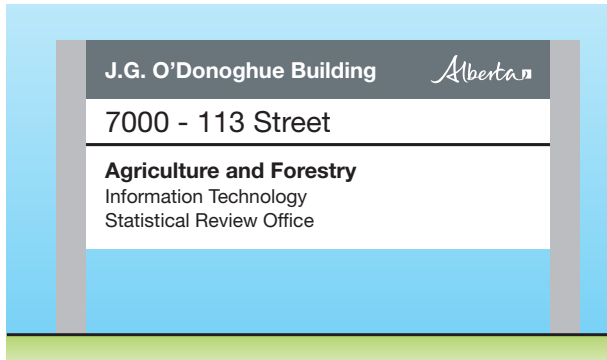 J.G. O’Donoghue Building
Alberta
7000 - 113 Street
Agriculture and Forestry
Information Technology
Statistical Review Office